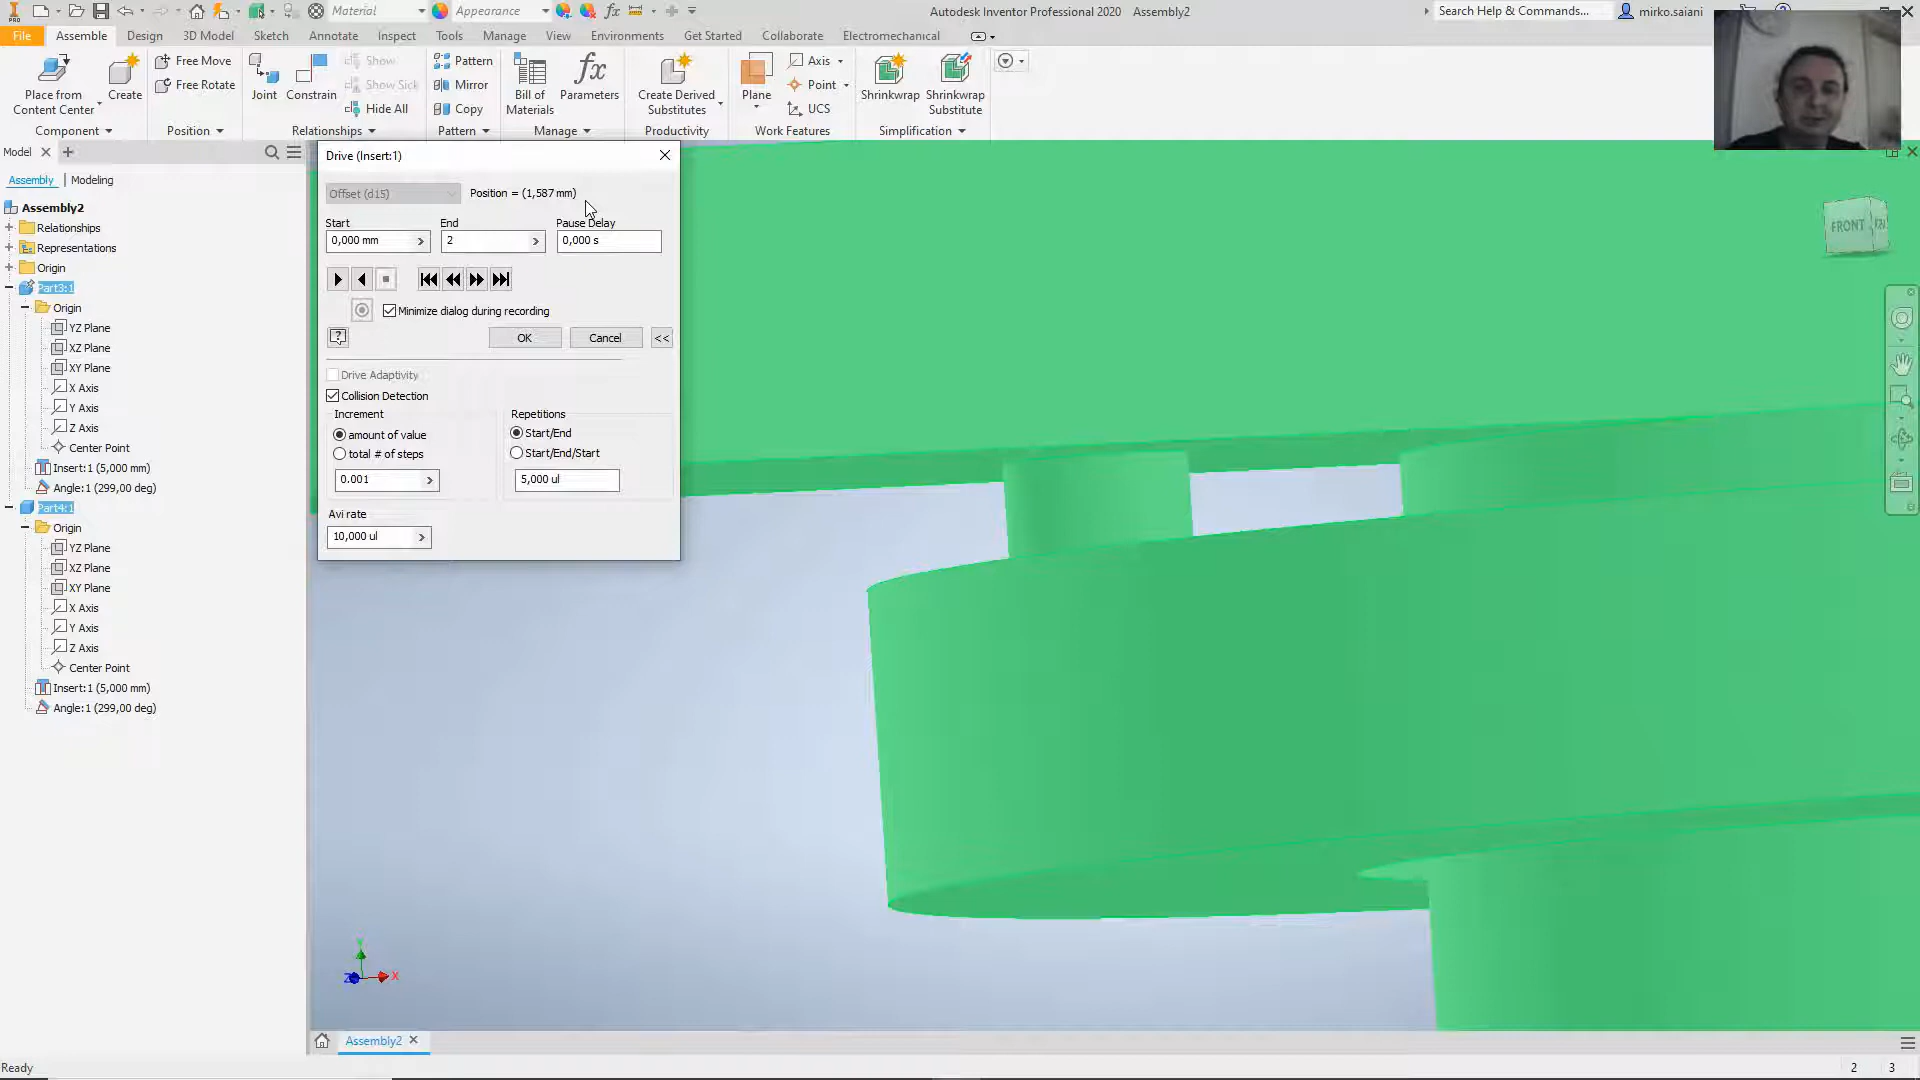 Material
Appearance
Autodesk Inventor Professional 2020 Assembly2
Search Help & Commands...
mirko.saiani
PRO
File
Assemble
Design
3D Model
Sketch
Annotate
Inspect
Tools
Manage
View
Environments
Get Started
Collaborate
Electromechanical
Place from
Content Center
Create
Free Move
Free Rotate
Joint
Constrain
Show
Show Sick
Hide All
Pattern
Mirror
Copy
Bill of
Materials
fx
Parameters
Create Derived
Substitutes
Plane
Axis
Point
UCS
Shrinkwrap
Shrinkwrap
Substitute
Component
Position
Relationships
Pattern
Manage
Productivity
Work Features
Simplification
Model
Assembly
Modeling
Assembly2
Relationships
Representations
Origin
Part3:1
Origin
YZ Plane
XZ Plane
XY Plane
X Axis
Y Axis
Z Axis
Center Point
Insert:1 (5,000 mm)
Angle:1 (299,00 deg)
Part4:1
Origin
YZ Plane
XZ Plane
XY Plane
X Axis
Y Axis
Z Axis
Center Point
Insert:1 (5,000 mm)
Angle:1 (299,00 deg)
Drive (Insert:1)
Offset (d15)
Position = (1,587 mm)
Start
End
Pause Delay
0,000 mm
2
0,000 s
Minimize dialog during recording
OK
Cancel
<<
Drive Adaptivity
Collision Detection
Increment
Repetitions
amount of value
Start/End
total # of steps
Start/End/Start
0.001
5,000 ul
Avi rate
10,000 ul
FRONT
Y
Z
X
Assembly2
Ready
2
3